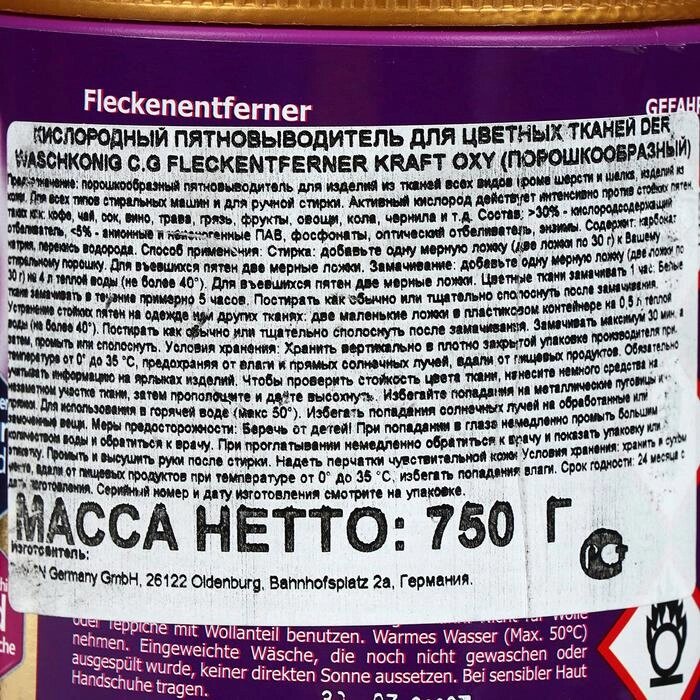 Fleckenentferner
GEFAHR
КИСЛОРОДНЫЙ ПЯТНОВЫВОДИТЕЛЬ ДЛЯ ЦВЕТНЫХ ТКАНЕЙ DER
WASCHKONIG C.G FLECKENTFERNER KRAFT OXY (ПОРОШКООБРАЗНЫЙ)
порошкообразный пятновыводитель для изделий из тканей всех видов кроме шерсти и шелка, изделий из
кожи. Для всех типов стиральных машин и для ручной стирки. Активный кислород действует интенсивно против стойких пятен
таких как: кофе, чай, сок, вино, трава, грязь, фрукты, овощи, кола, чернила и т.д. Состав: >30% - кислородсодержащий
отбеливатель, <5% - анионные и неионогенные ПАВ, фосфонаты, оптический отбеливатель, энзимы. Содержит: карбонат
натрия, перекись водорода. Способ применения: Стирка: добавьте одну мерную ложку (две ложки по 30 г) к Вашему
стиральному порошку. Для въевшихся пятен две мерные ложки. Замачивание: добавьте одну мерную ложку (две ложки по
30 г) на 4 л теплой воды (не более 40°). Для въевшихся пятен две мерные ложки. Цветные ткани замачивать 1 час. Белые
ткани замачивать в течение примерно 5 часов. Постирать как обычно или тщательно сполоснуть после замачивания.
Устранение стойких пятен на одежде или других тканях: две маленькие ложки в пластиковом контейнере на 0,5 л теплой
воды (не более 40°). Постирать как обычно или тщательно сполоснуть после замачивания. Замачивать максимум 30 мин, а
затем, промыть или сполоснуть. Условия хранения: Хранить вертикально в плотно закрытой упаковке производителя при
температуре от 0° до 35 °C, предохраняя от влаги и прямых солнечных лучей, вдали от пищевых продуктов. Обязательно
учитывать информацию на ярлыках изделий. Чтобы проверить стойкость цвета ткани, нанесите немного средства на
незаметном участке ткани, затем прополощите и дайте высохнуть. Избегайте попадания на металлические пуговицы и
Для использования в горячей воде (макс 50°). Избегать попадания солнечных лучей на обработанные или
замоченные вещи. Меры предосторожности: Беречь от детей! При попадании в глаза немедленно промыть большим
количеством воды и обратиться к врачу. При проглатывании немедленно обратиться к врачу и показать упаковку или
этикетку. Промыть и высушить руки после стирки. Надеть перчатки чувствительной кожи Условия хранения: хранить в сухом
месте, вдали от пищевых продуктов при температуре от 0° до 35 °C, избегать попадания влаги. Срок годности: 24 месяца с
даты изготовления. Серийный номер и дату изготовления смотрите на упаковке.
МАССА НЕТТО: 750 Г
Изготовитель:
Germany GmbH, 26122 Oldenburg, Bahnhofsplatz 2a, Германия.
РСТ
oder Teppiche mit Wollanteil benutzen. Warmes Wasser (Max. 50°C)
nehmen. Eingeweichte Wäsche, die noch nicht gewaschen oder
ausgespült wurde, keiner direkten Sonne aussetzen. Bei sensibler Haut
Handschuhe tragen.